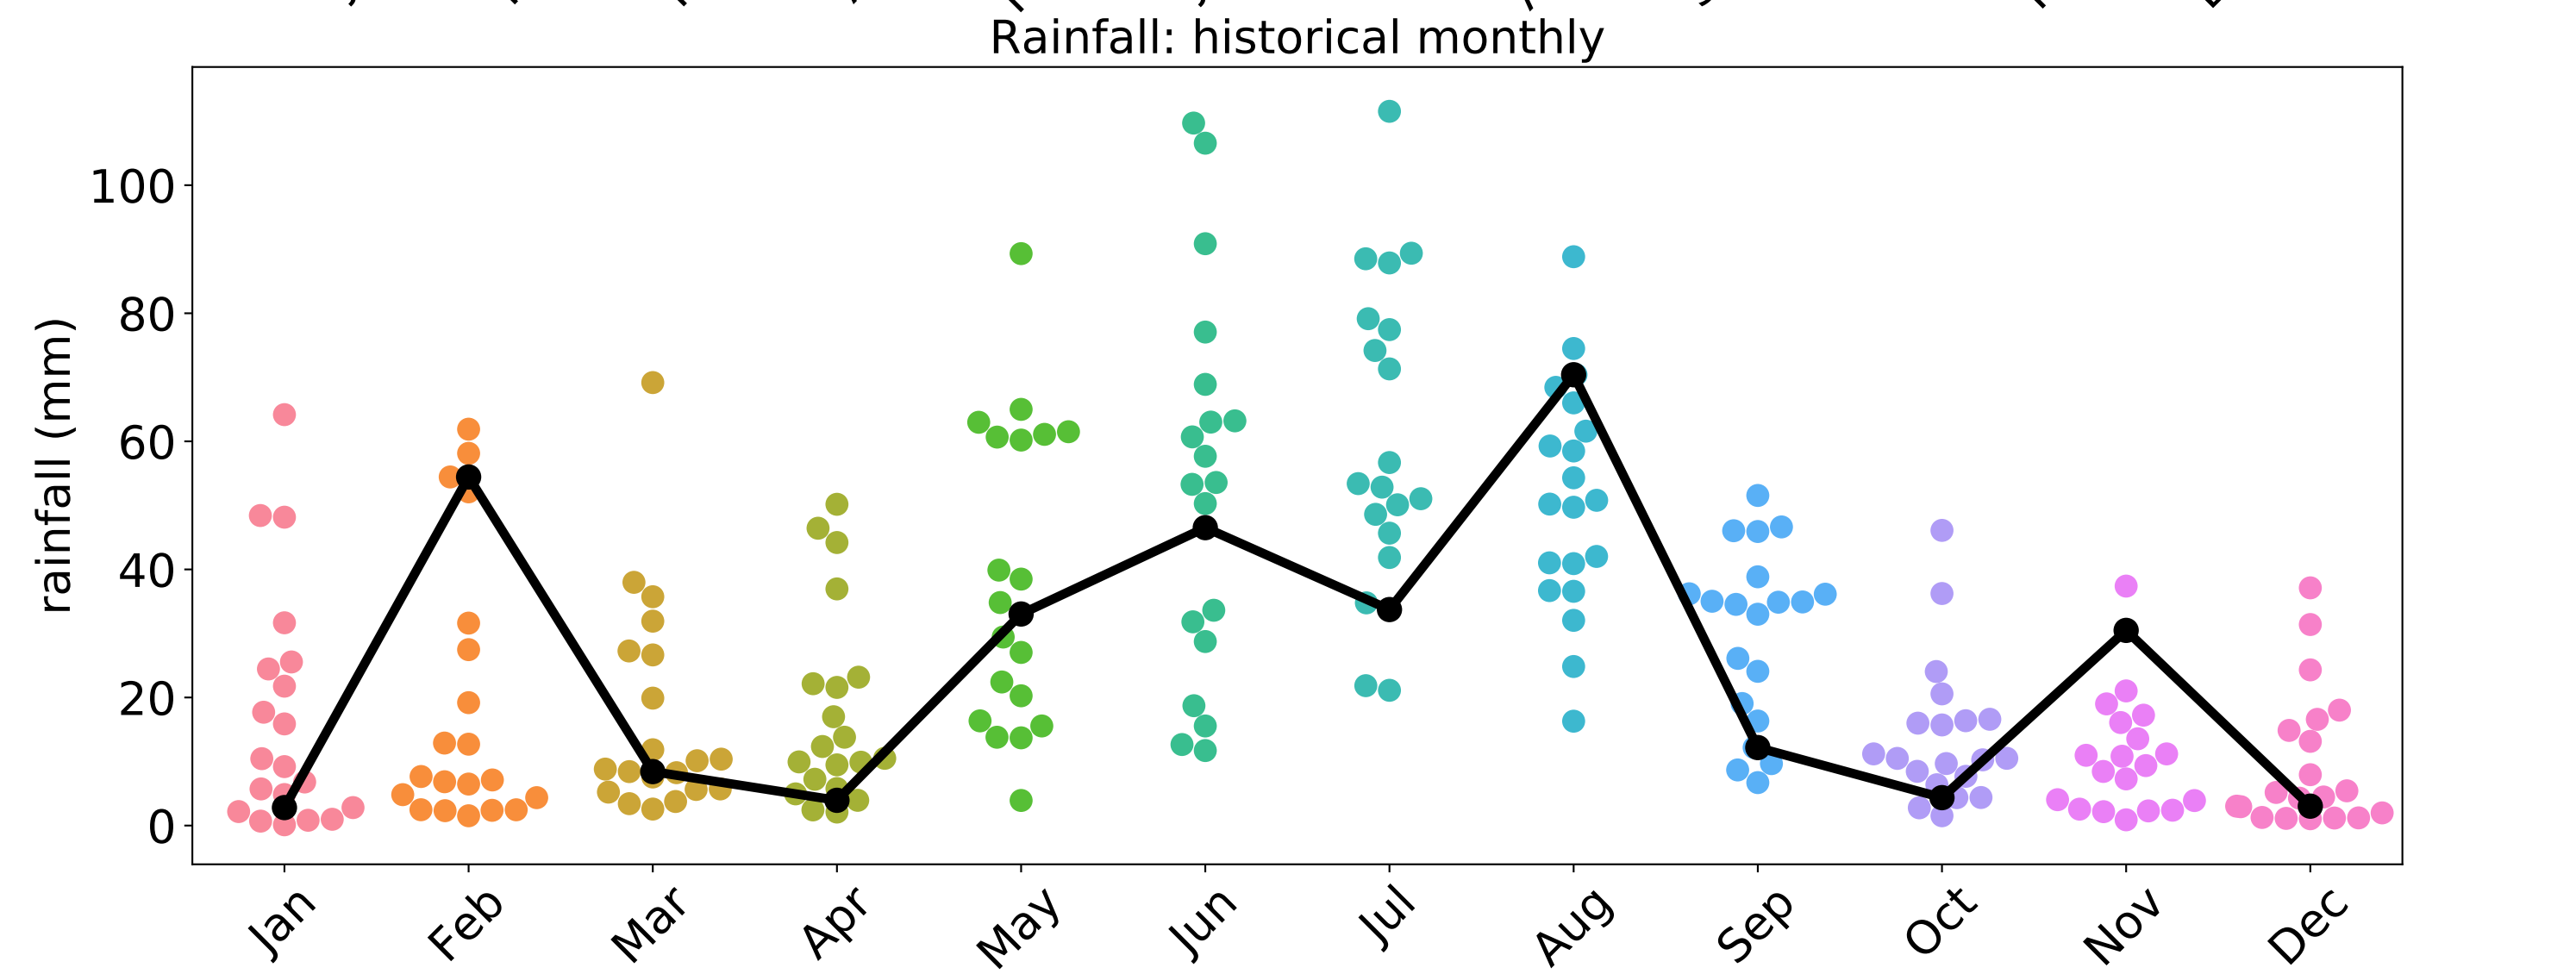 Rainfall: historical monthly
rainfall (mm)
100
80
60
40
20
0
Jan
Feb
Mar
Apr
May
Jun
Jul
Aug
Sep
Oct
Nov
Dec